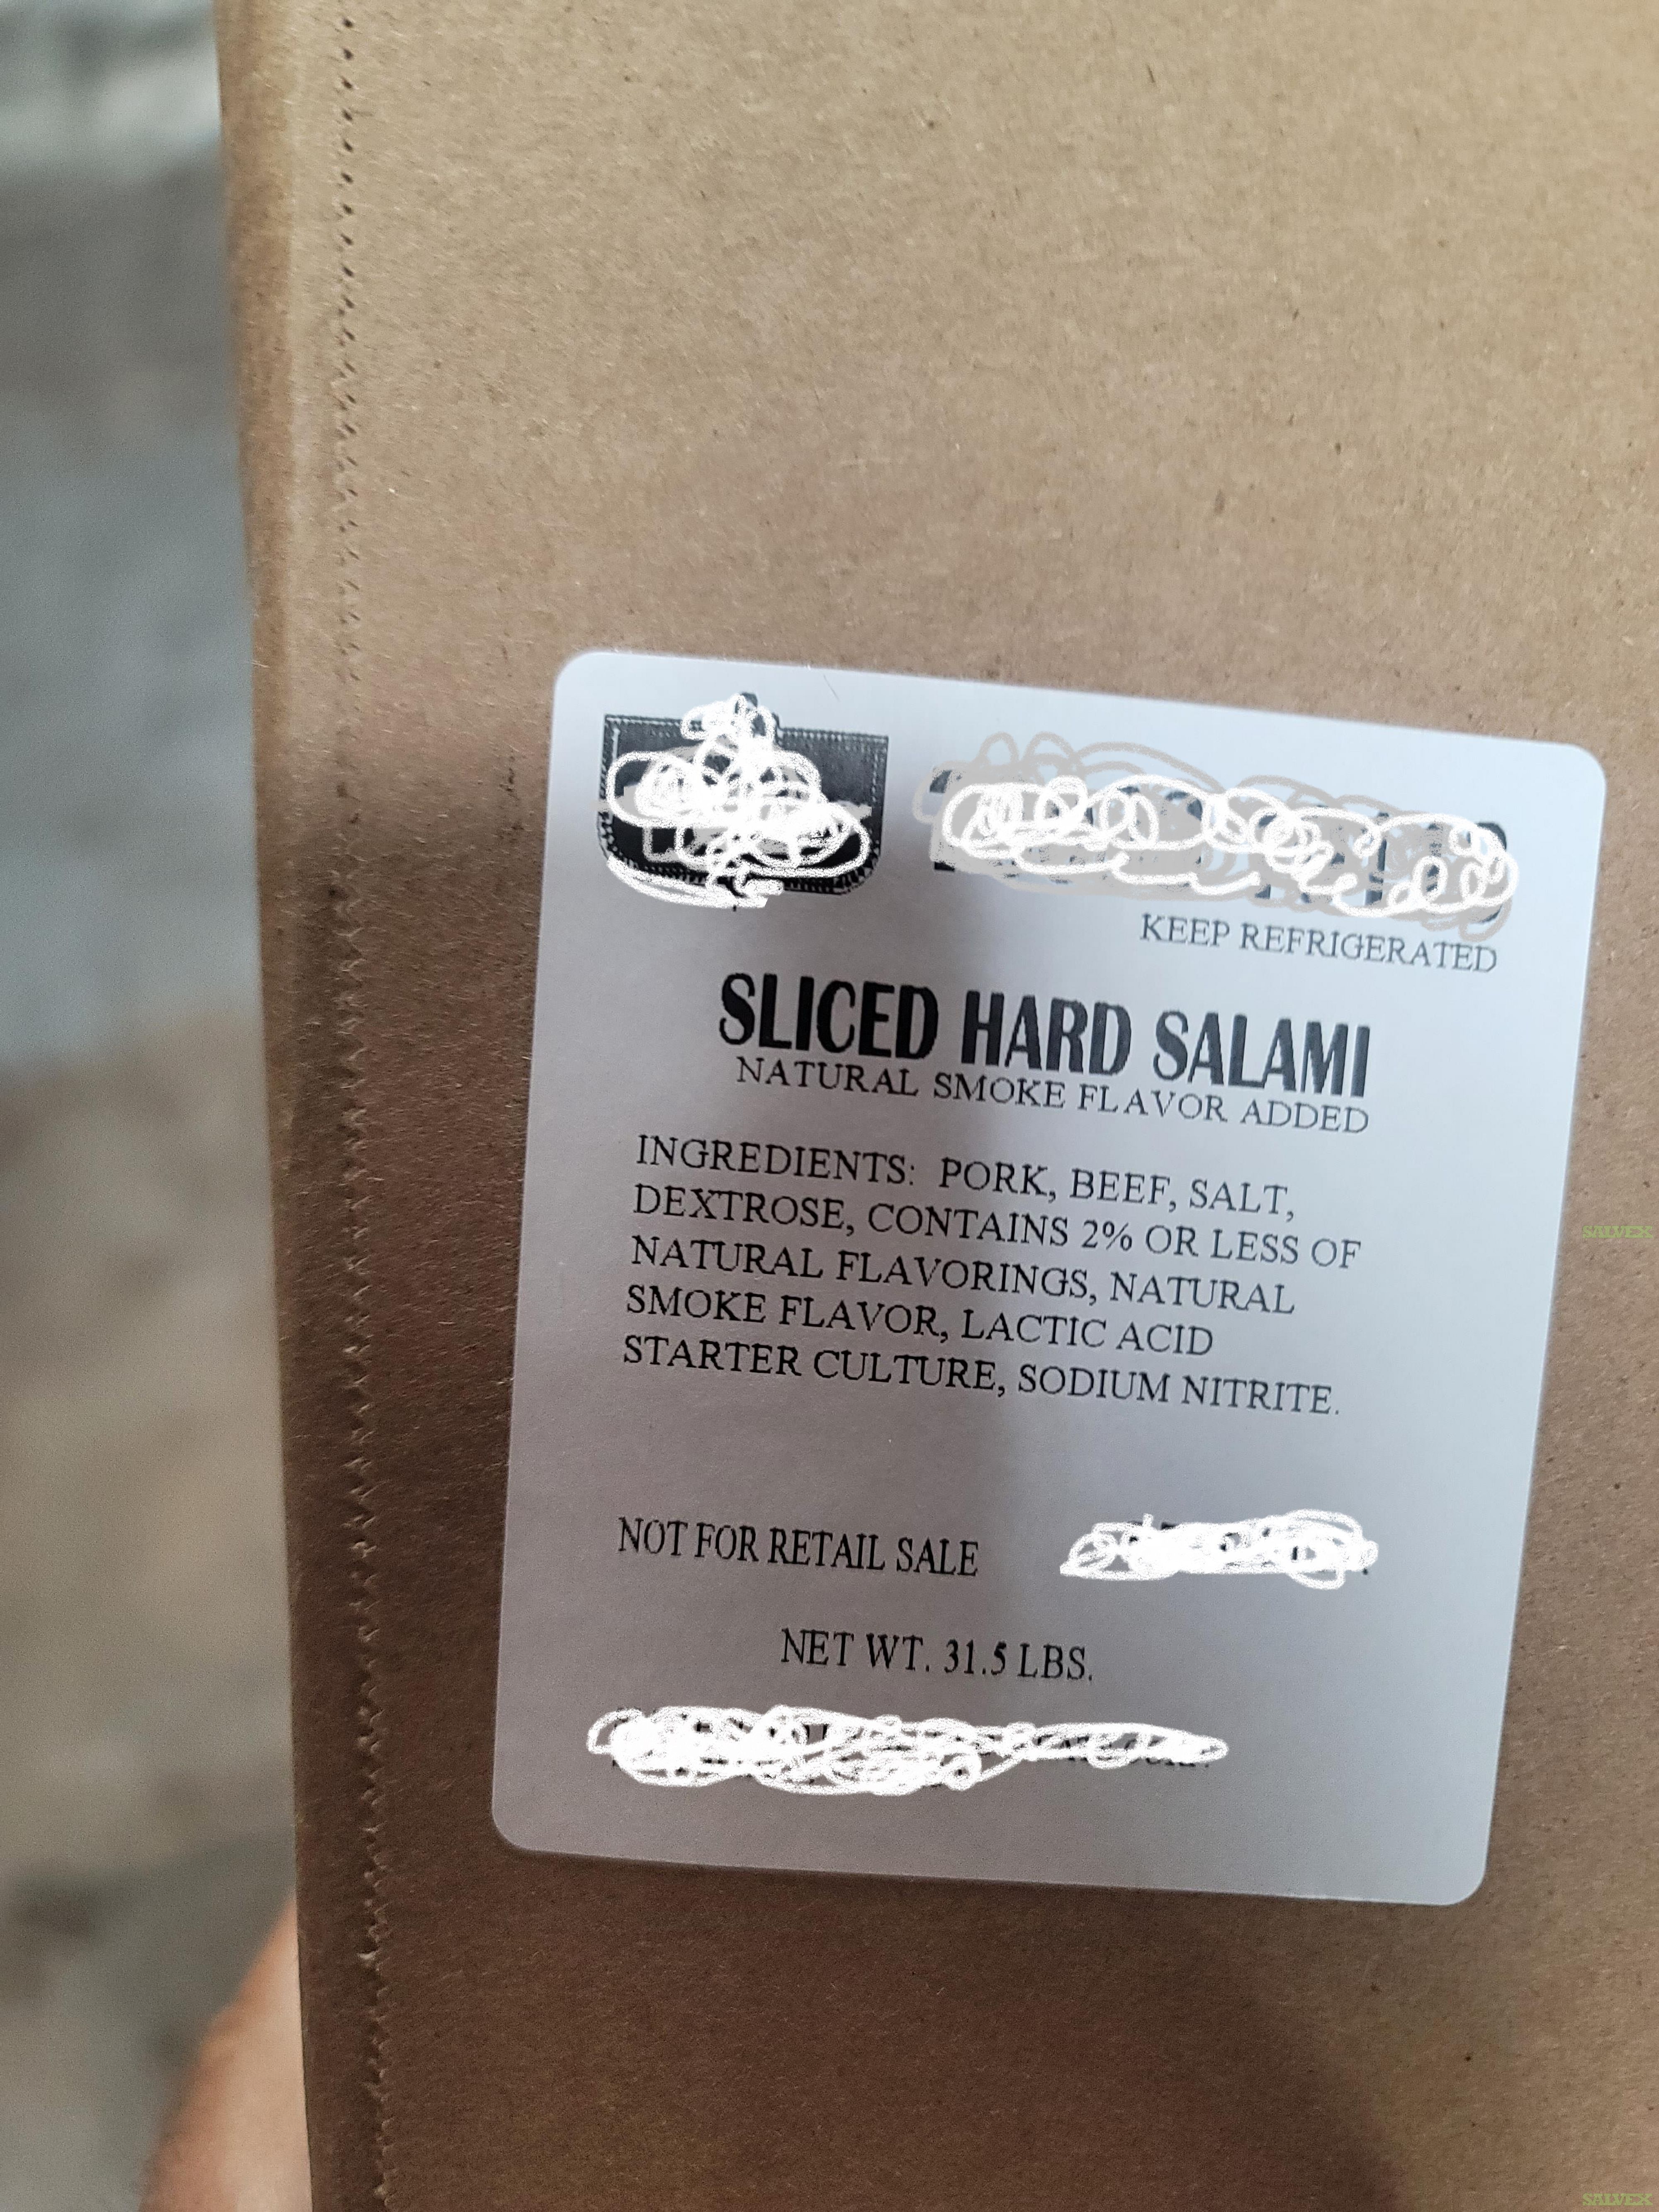 KEEP REFRIGERATED
SLICED HARD SALAMI
NATURAL SMOKE FLAVOR ADDED
INGREDIENTS: PORK, BEEF, SALT,
DEXTROSE, CONTAINS 2% OR LESS OF
NATURAL FLAVORINGS, NATURAL
SMOKE FLAVOR, LACTIC ACID
STARTER CULTURE, SODIUM NITRITE.
NOT FOR RETAIL SALE
NET WT. 31.5 LBS.
SALVEX
SALVEX